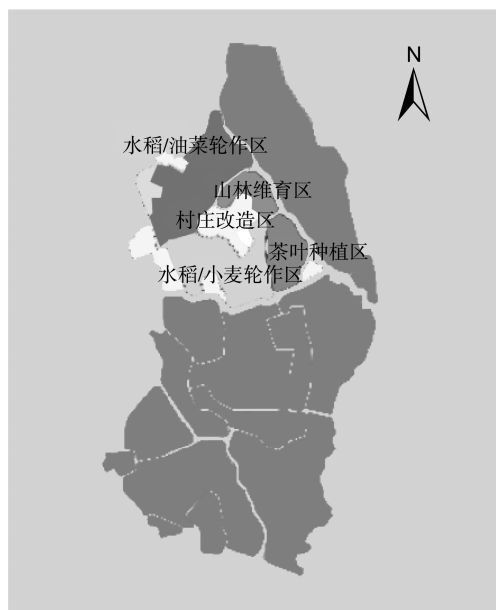 N
水稻/油菜轮作区
山林维育区
村庄改造区
茶叶种植区
水稻/小麦轮作区